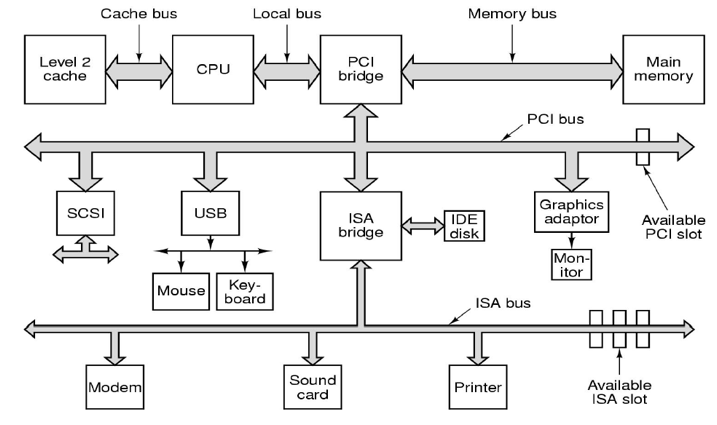 Cache bus
Local bus
Memory bus
Level 2
cache
CPU
PCI
bridge
Main
memory
PCI bus
SCSI
USB
ISA
bridge
IDE
disk
Graphics
adaptor
Available
PCI slot
Mouse
Key-
board
Mon-
itor
ISA bus
Modem
Sound
card
Printer
Available
ISA slot